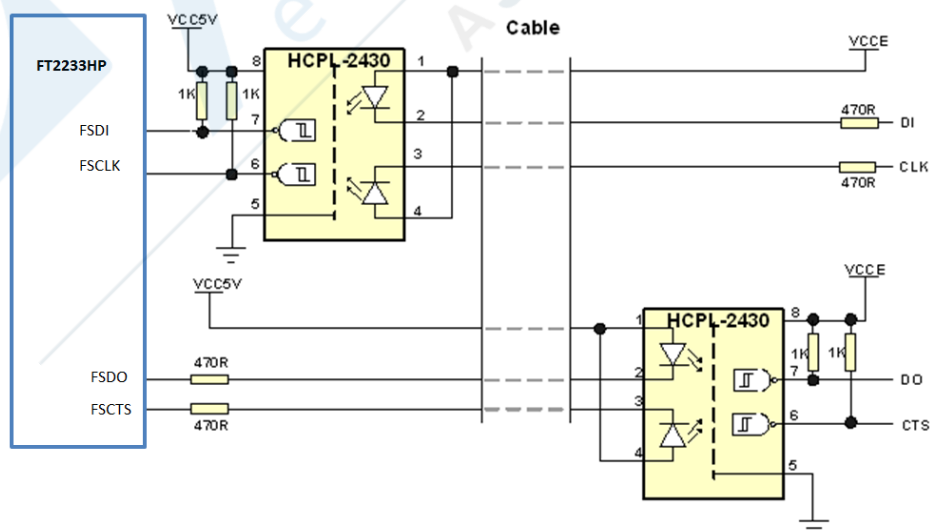 Cable
VCC5V
VCCE
FT2233HP
HCPL-2430
8
1
1K
1K
7
2
470R
DI
FSDI
FSCLK
6
3
CLK
470R
5
4
VCC5V
VCCE
HCPL-2430
1
8
470R
1K
1K
FSDO
2
7
DO
FSCTS
3
6
CTS
470R
4
5